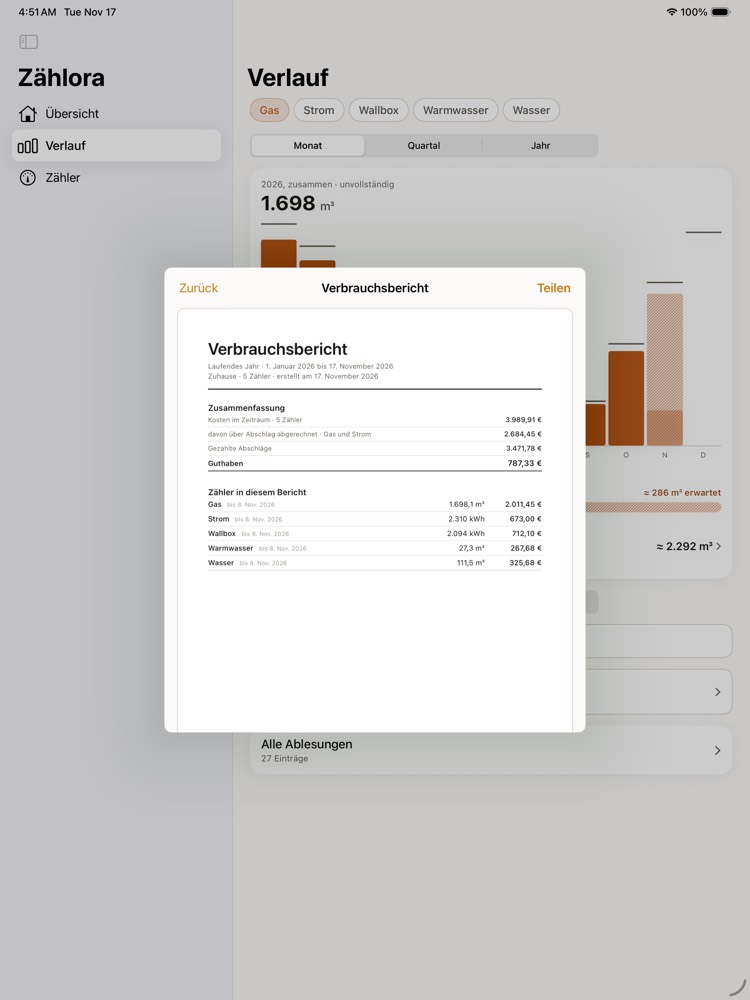 4:51 AM Tue Nov 17
100%
Zählora
Übersicht
Verlauf
Zähler
Verlauf
Gas Strom Wallbox Warmwasser Wasser
Monat Quartal Jahr
2026, zusammen · unvollständig
1.698 m³
S O N D
≈ 286 m³ erwartet
≈ 2.292 m³
Zurück Verbrauchsbericht Teilen
Verbrauchsbericht
Laufendes Jahr · 1. Januar 2026 bis 17. November 2026
Zuhause · 5 Zähler · erstellt am 17. November 2026
Zusammenfassung
Kosten im Zeitraum · 5 Zähler 3.989,91 €
davon über Abschlag abgerechnet · Gas und Strom 2.684,45 €
Gezahlte Abschläge 3.471,78 €
Guthaben 787,33 €
Zähler in diesem Bericht
Gas bis 8. Nov. 2026 1.698,1 m³ 2.011,45 €
Strom bis 8. Nov. 2026 2.310 kWh 673,00 €
Wallbox bis 8. Nov. 2026 2.094 kWh 712,10 €
Warmwasser bis 8. Nov. 2026 27,3 m³ 267,68 €
Wasser bis 8. Nov. 2026 111,5 m³ 325,68 €
Alle Ablesungen
27 Einträge